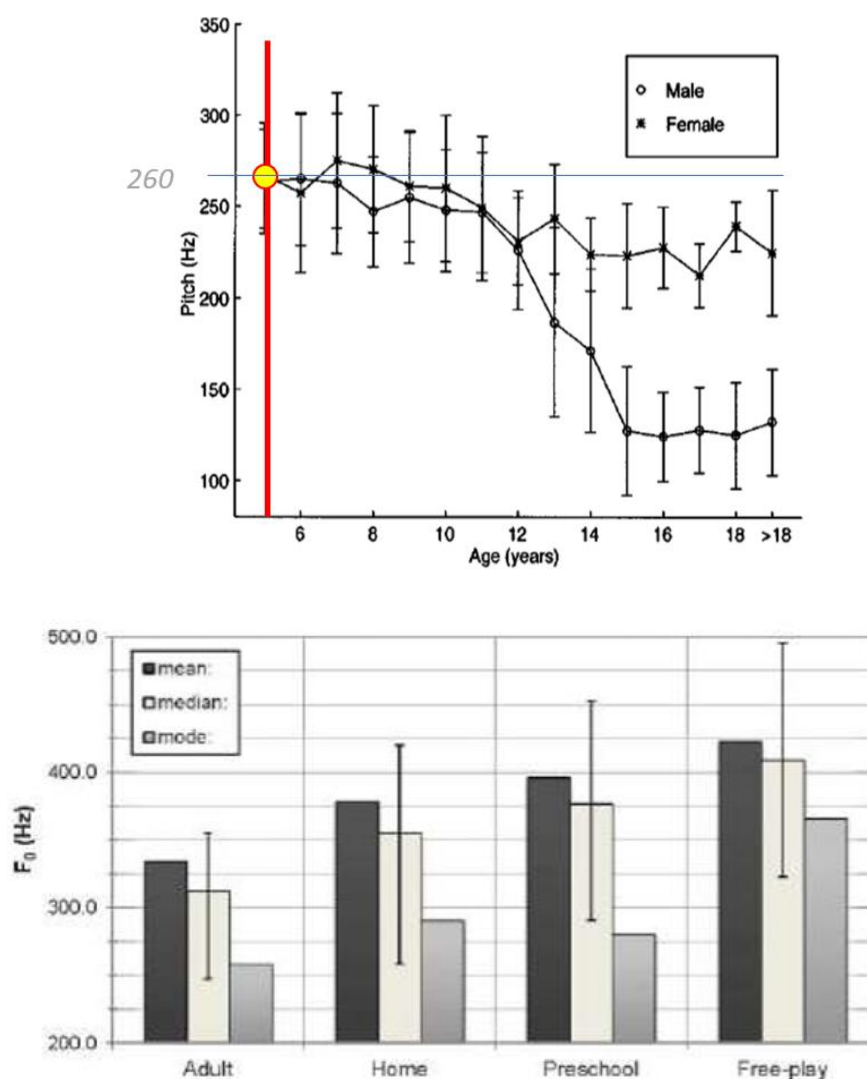 350
300
250
200
150
100
Pitch (Hz)
260
Male
Female
6 8 10 12 14 16 18 >18
Age (years)
500.0
400.0
300.0
200.0
F₀ (Hz)
mean:
median:
mode:
Adult Home Preschool Free-play